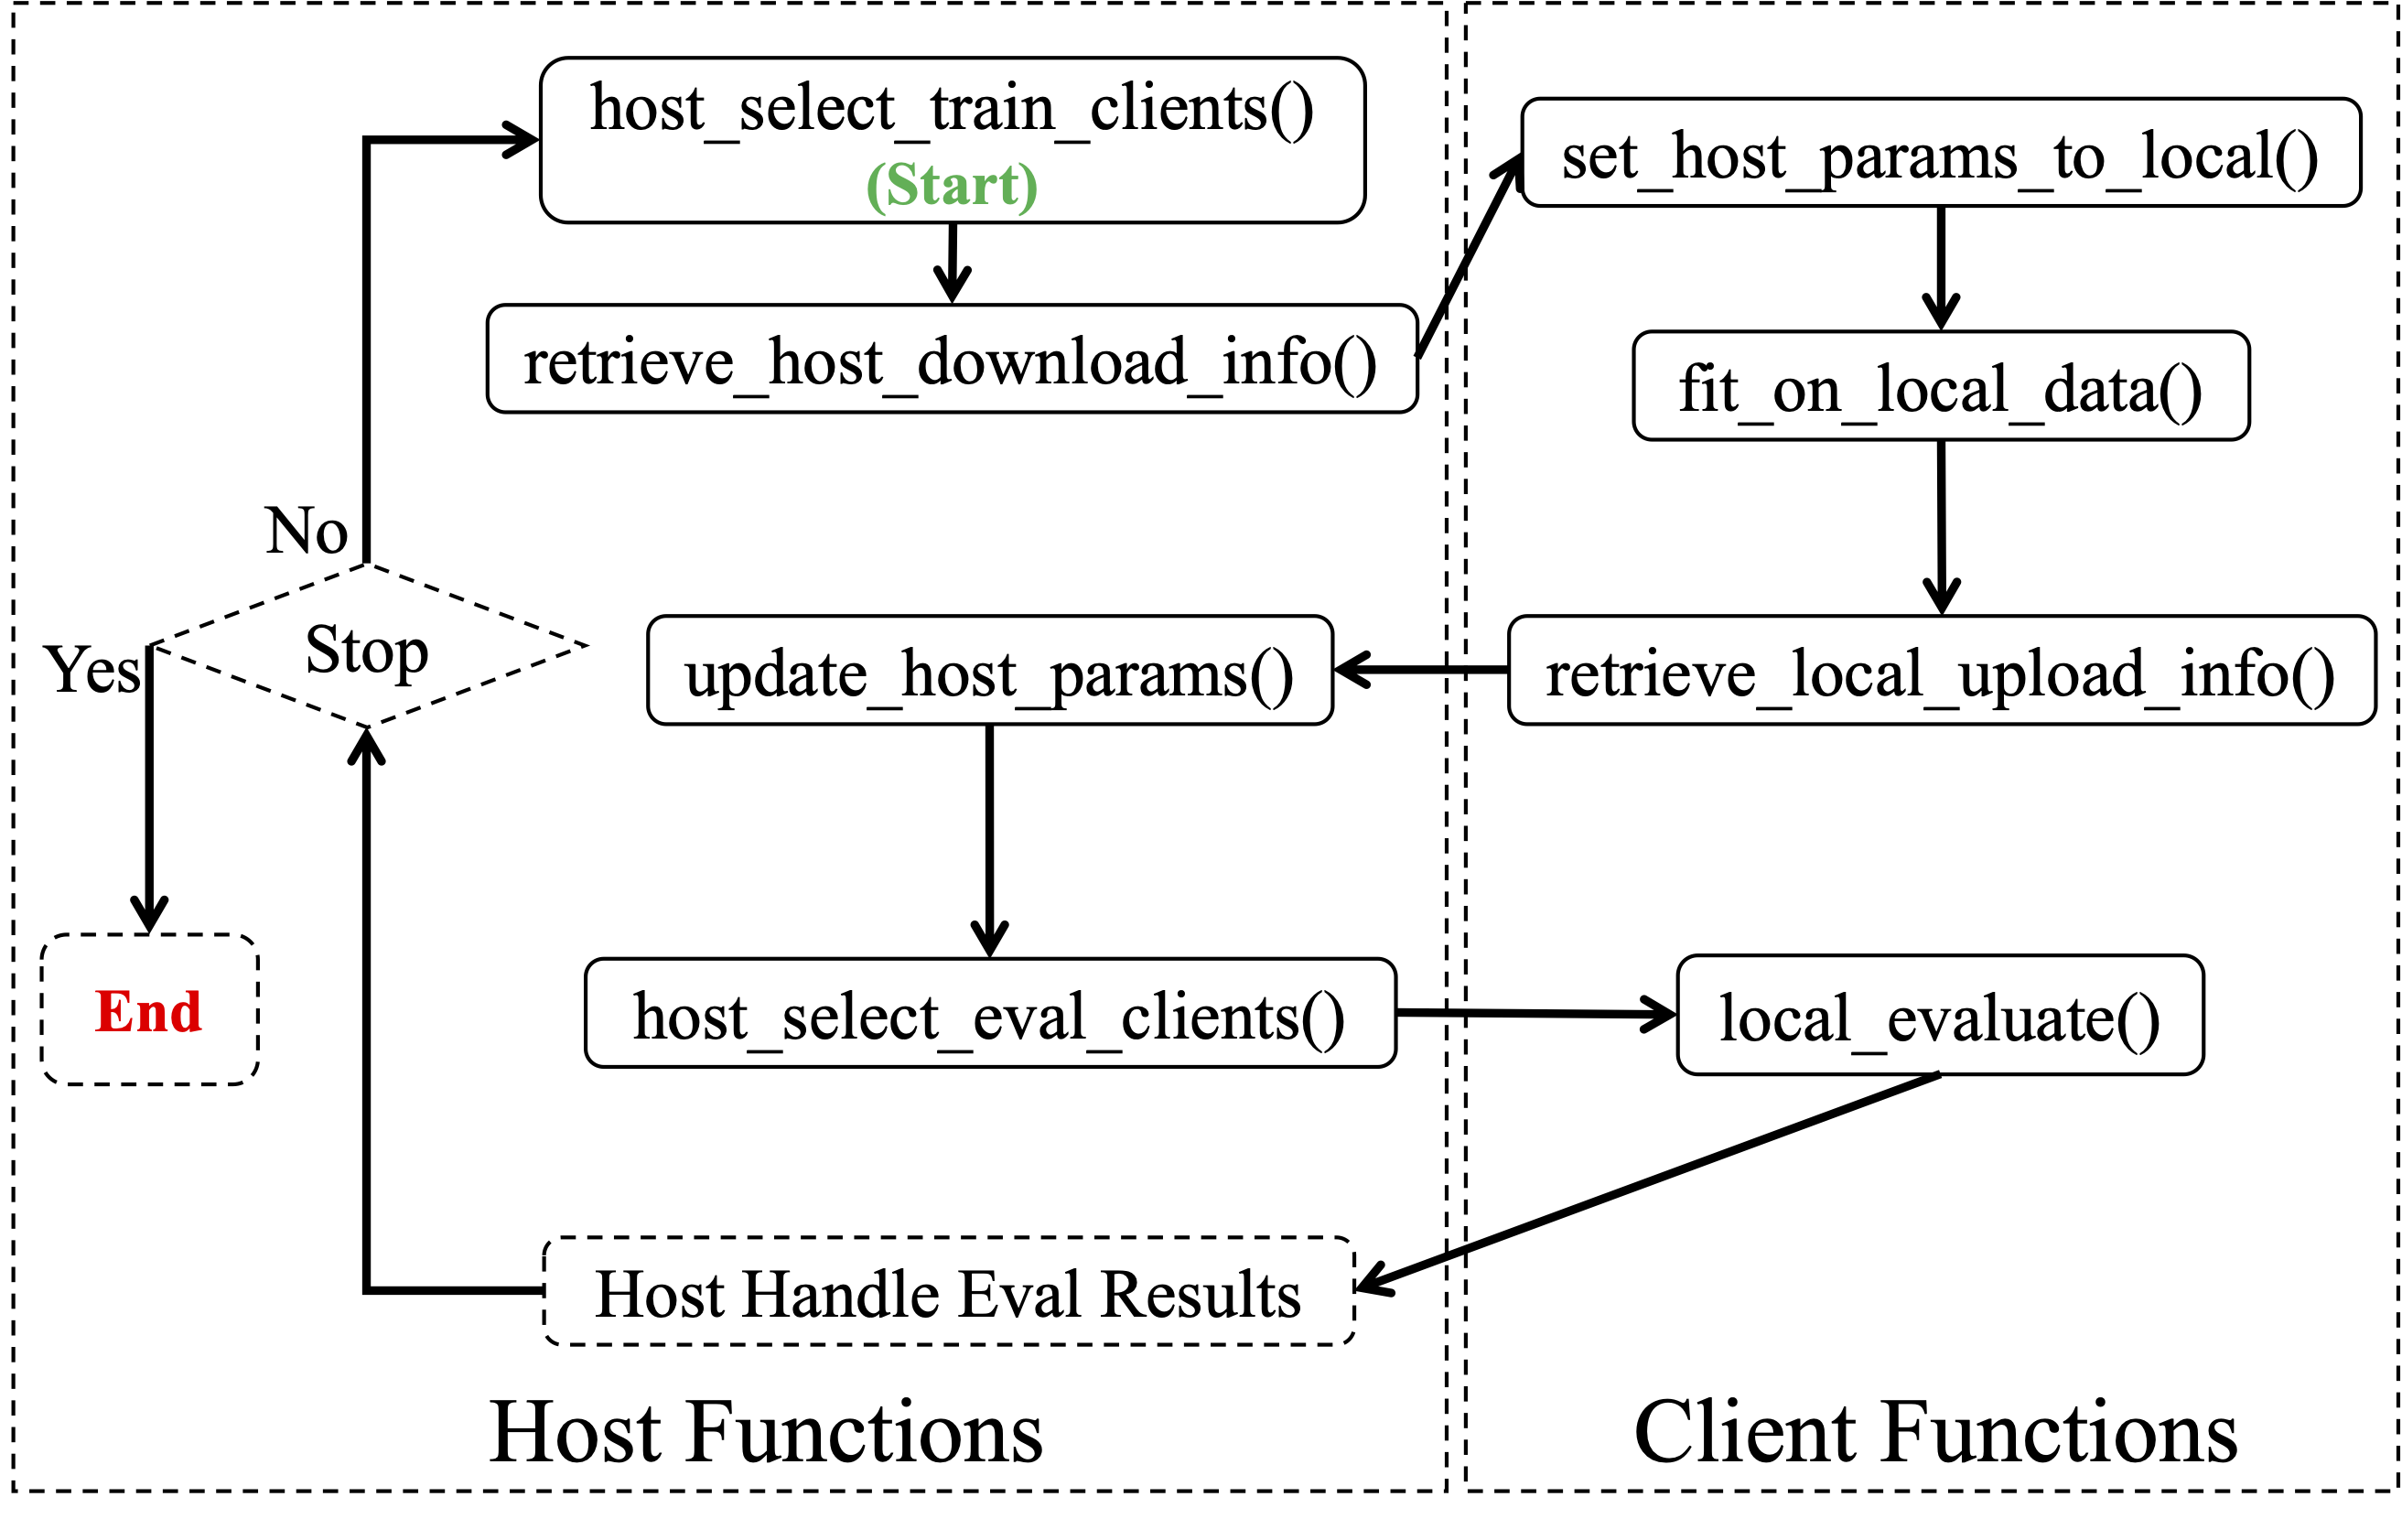 host_select_train_clients()
(Start)
set_host_params_to_local()
retrieve_host_download_info()
fit_on_local_data()
No
Stop
Yes
update_host_params()
retrieve_local_upload_info()
End
host_select_eval_clients()
local_evaluate()
Host Handle Eval Results
Host Functions
Client Functions